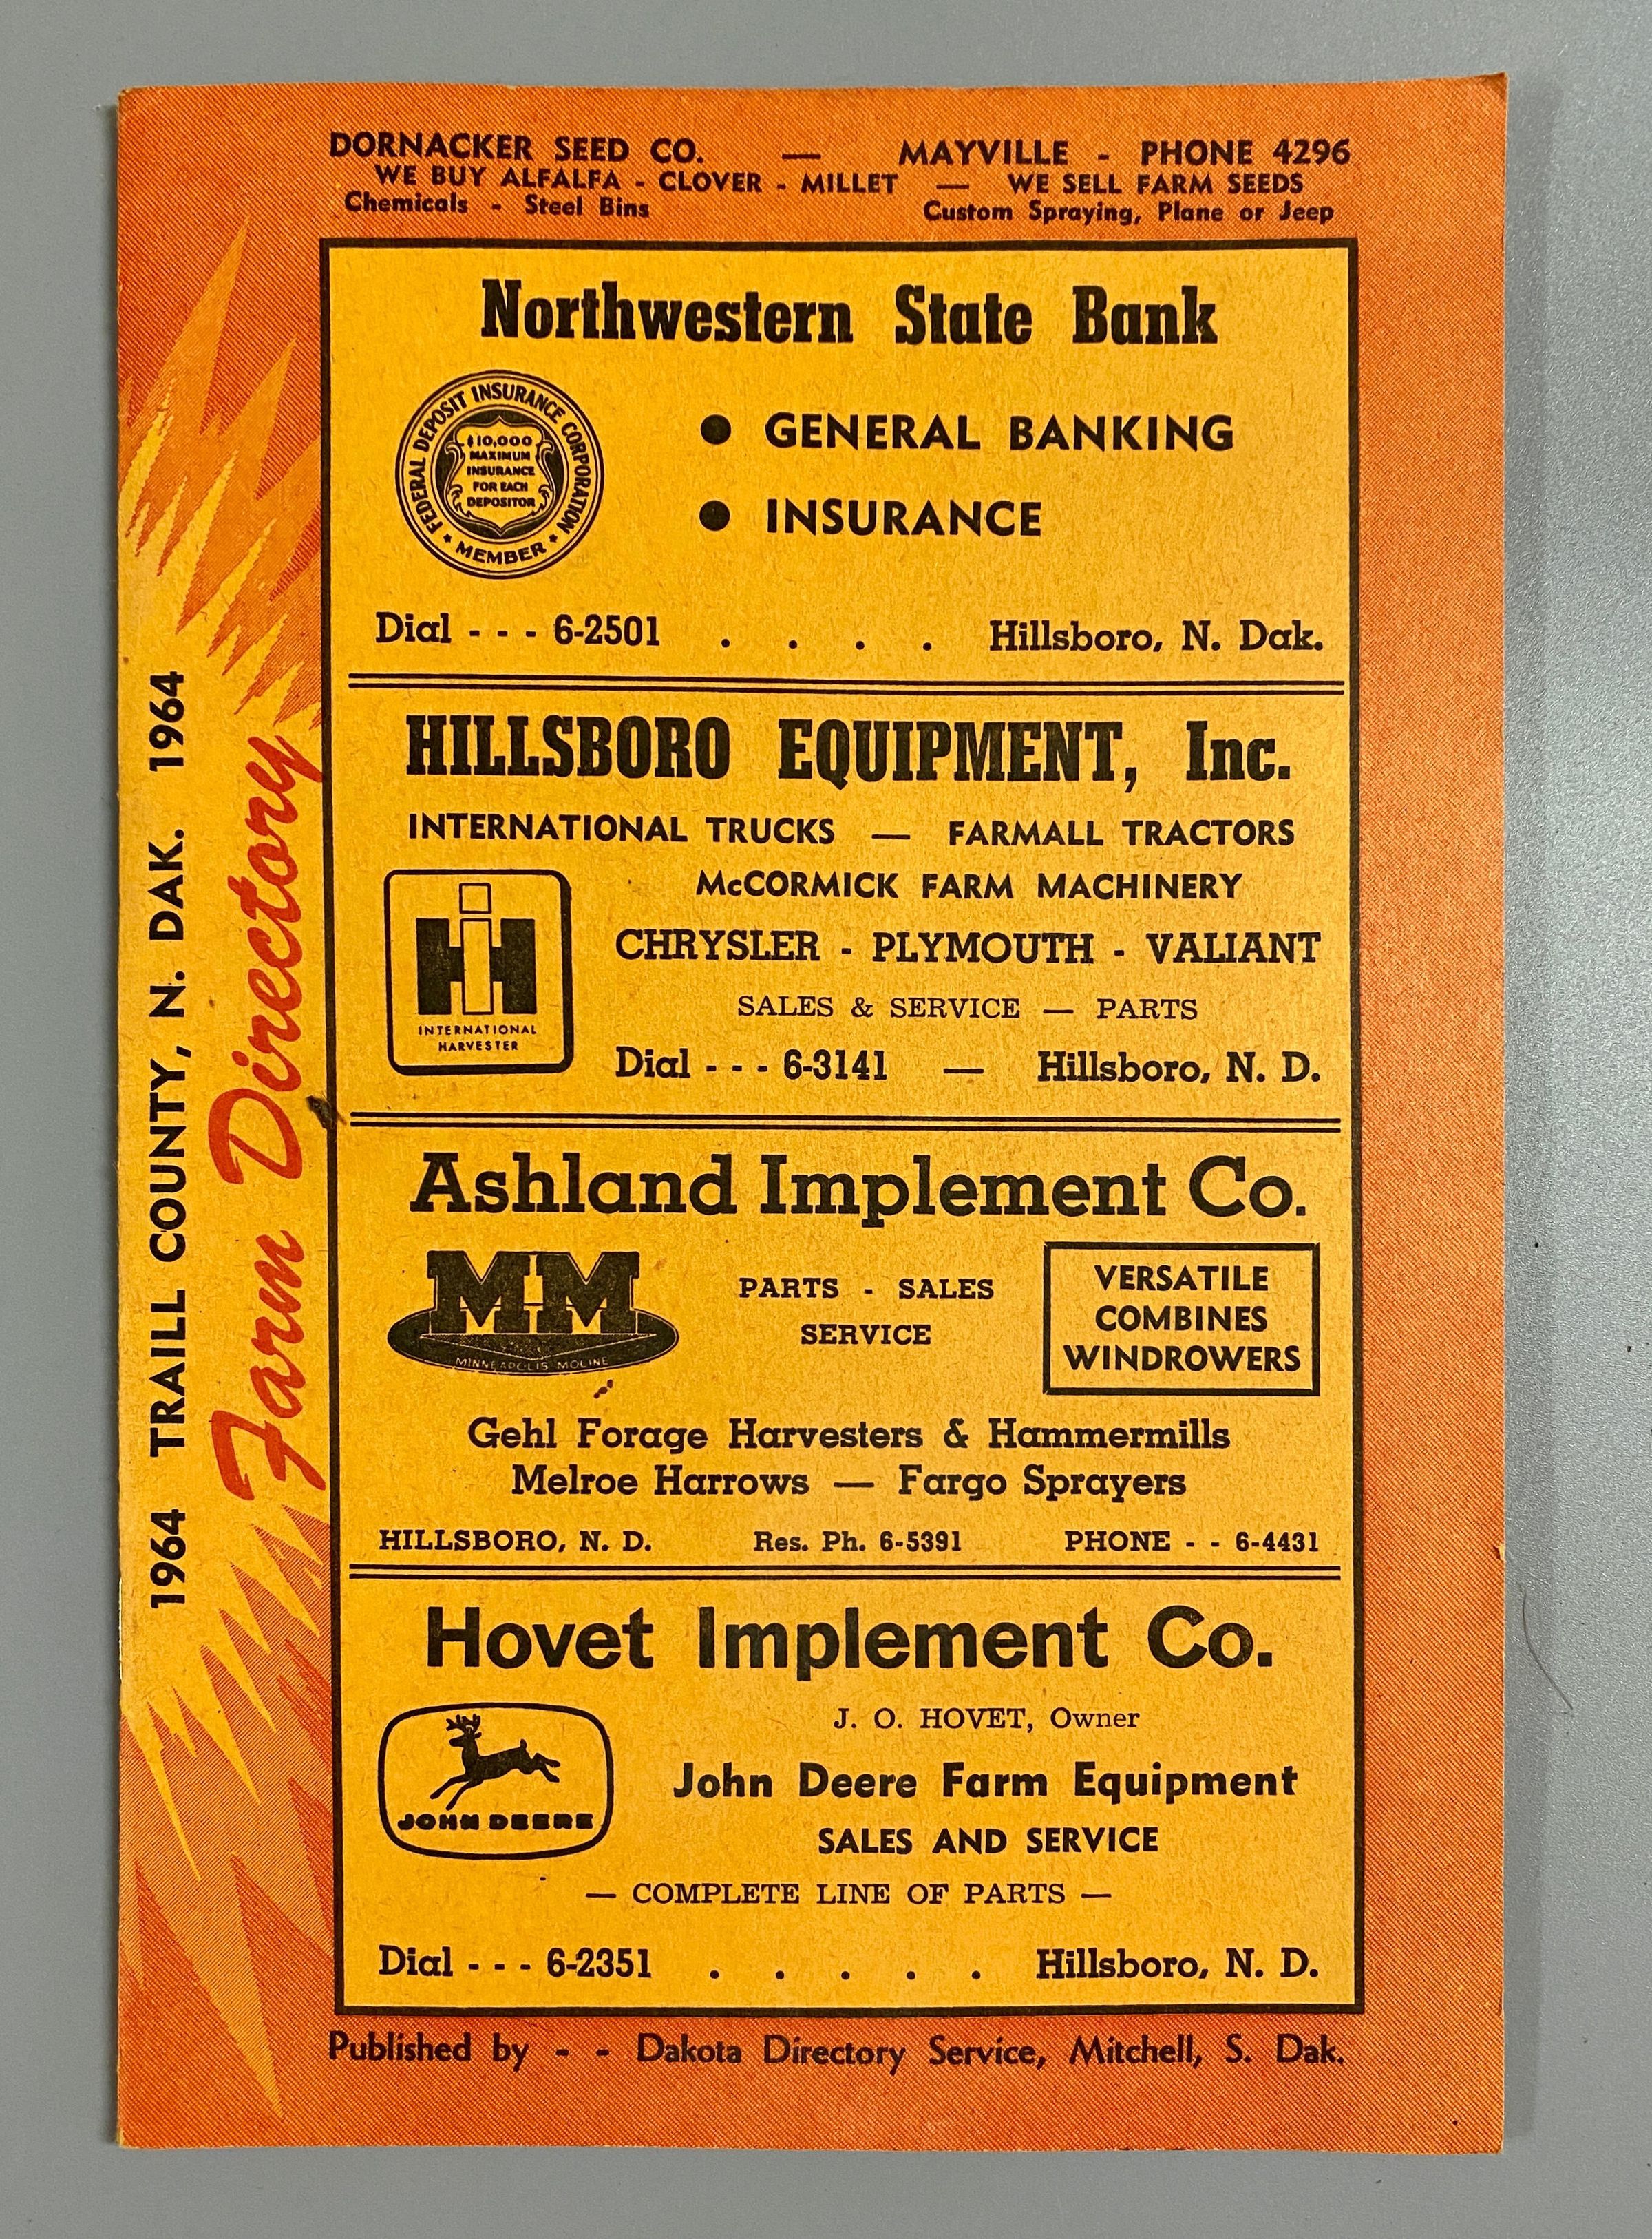 DORNACKER SEED CO. — MAYVILLE - PHONE 4296
WE BUY ALFALFA - CLOVER - MILLET — WE SELL FARM SEEDS
Chemicals - Steel Bins Custom Spraying, Plane or Jeep
1964 TRAILL COUNTY, N. DAK. 1964
Farm Directory
Northwestern State Bank
FEDERAL DEPOSIT INSURANCE CORPORATION
$10,000
MAXIMUM
INSURANCE
FOR EACH
DEPOSITOR
MEMBER
● GENERAL BANKING
● INSURANCE
Dial - - - 6-2501 . . . . Hillsboro, N. Dak.
HILLSBORO EQUIPMENT, Inc.
INTERNATIONAL TRUCKS — FARMALL TRACTORS
McCORMICK FARM MACHINERY
IH
INTERNATIONAL
HARVESTER
CHRYSLER - PLYMOUTH - VALIANT
SALES & SERVICE — PARTS
Dial - - - 6-3141 — Hillsboro, N. D.
Ashland Implement Co.
MM
MINNEAPOLIS MOLINE
PARTS - SALES
SERVICE
VERSATILE
COMBINES
WINDROWERS
Gehl Forage Harvesters & Hammermills
Melroe Harrows — Fargo Sprayers
HILLSBORO, N. D. Res. Ph. 6-5391 PHONE - - 6-4431
Hovet Implement Co.
J. O. HOVET, Owner
JOHN DEERE
John Deere Farm Equipment
SALES AND SERVICE
— COMPLETE LINE OF PARTS —
Dial - - - 6-2351 . . . . . Hillsboro, N. D.
Published by - - Dakota Directory Service, Mitchell, S. Dak.